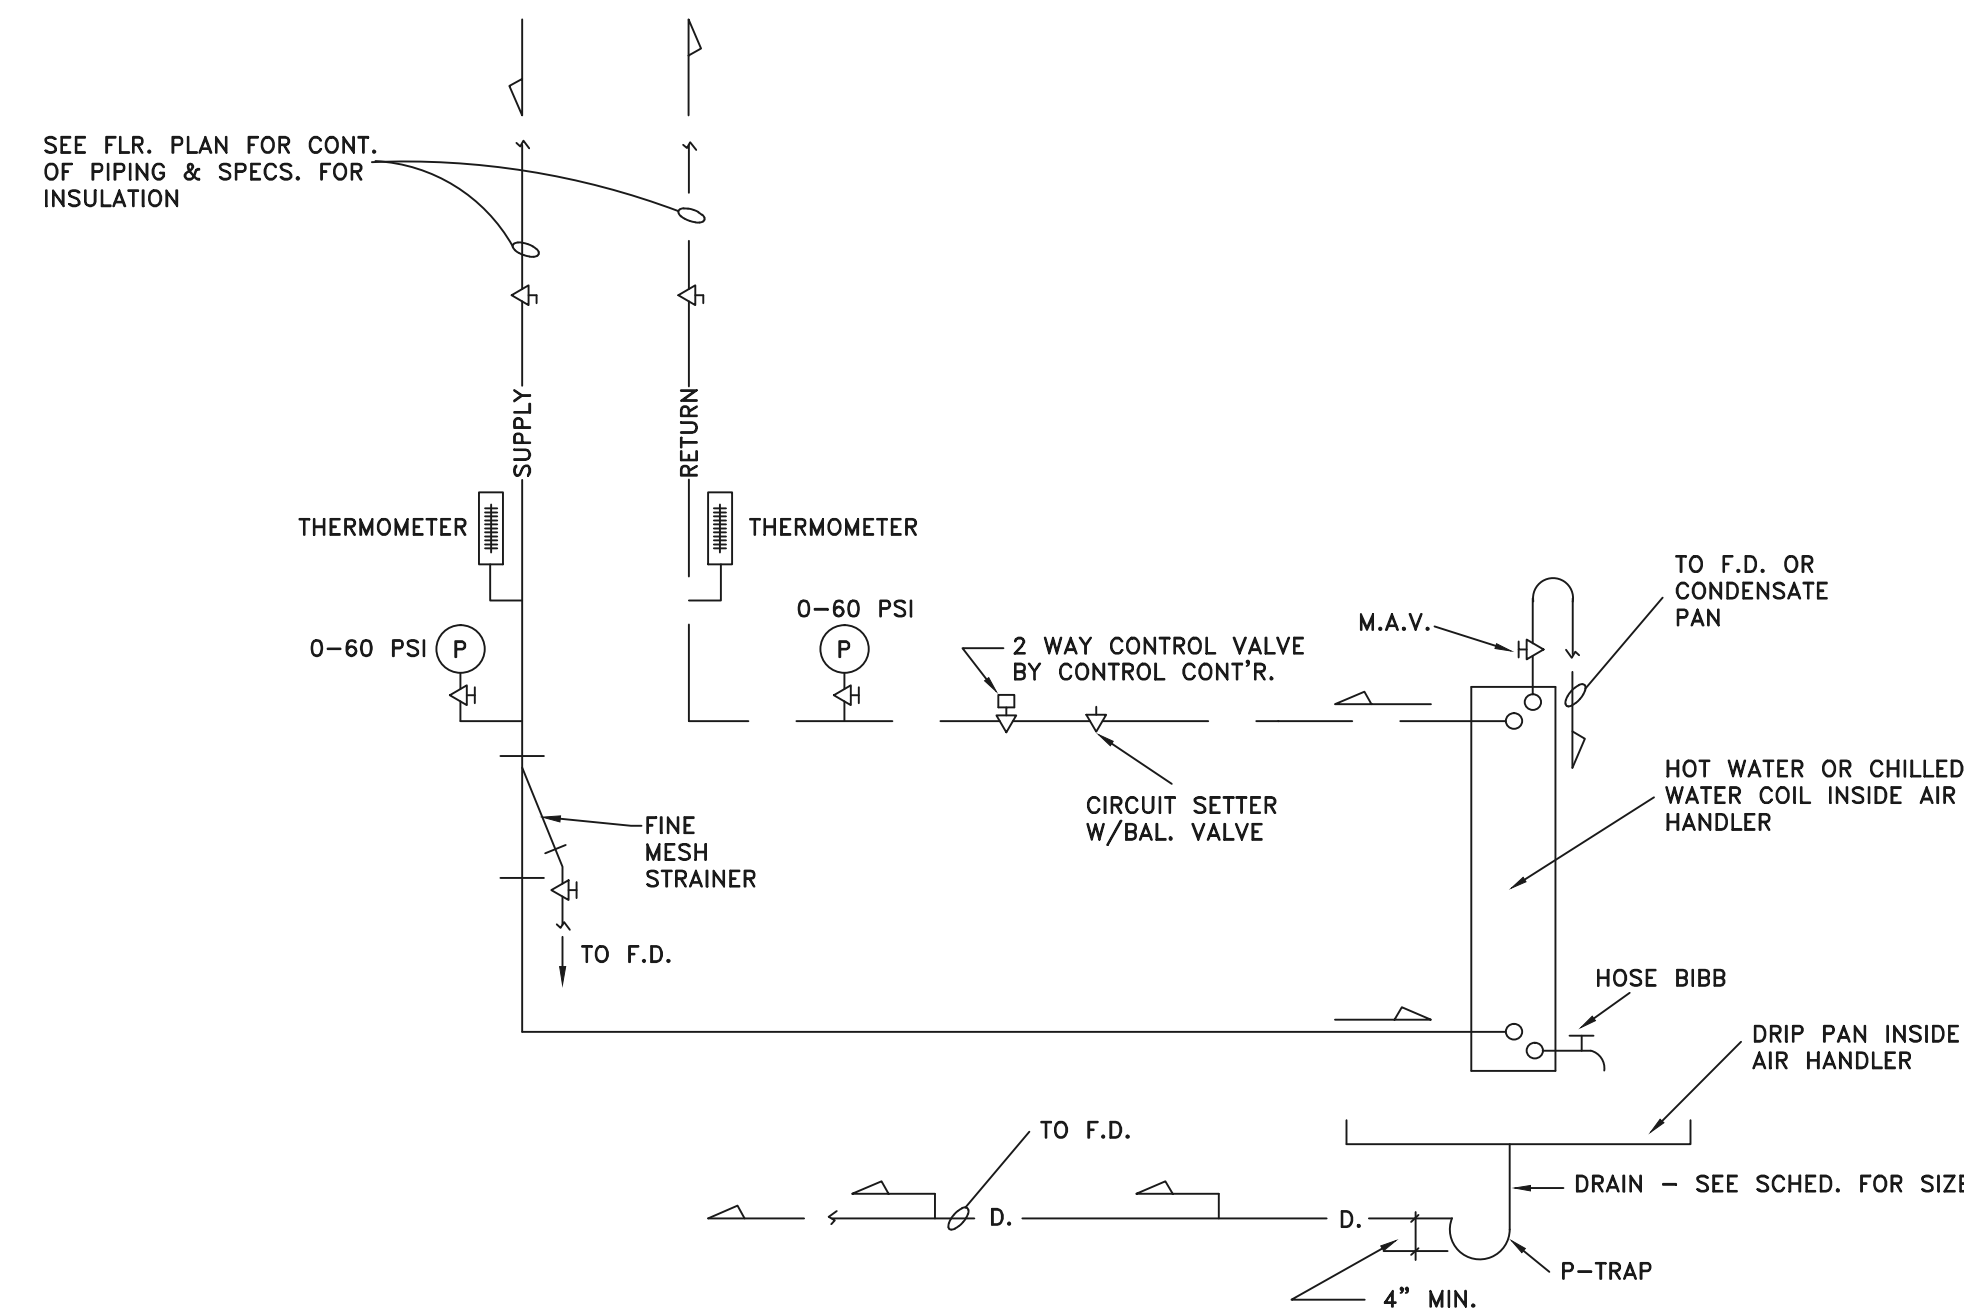 SEE FLR. PLAN FOR CONT.
OF PIPING & SPECS. FOR
INSULATION
SUPPLY
RETURN
THERMOMETER
THERMOMETER
0-60 PSI
P
0-60 PSI
P
2 WAY CONTROL VALVE
BY CONTROL CONT'R.
M.A.V.
TO F.D. OR
CONDENSATE
PAN
CIRCUIT SETTER
W/BAL. VALVE
HOT WATER OR CHILLED
WATER COIL INSIDE AIR
HANDLER
FINE
MESH
STRAINER
TO F.D.
HOSE BIBB
DRIP PAN INSIDE
AIR HANDLER
TO F.D.
DRAIN - SEE SCHED. FOR SIZE
D.
D.
P-TRAP
4" MIN.